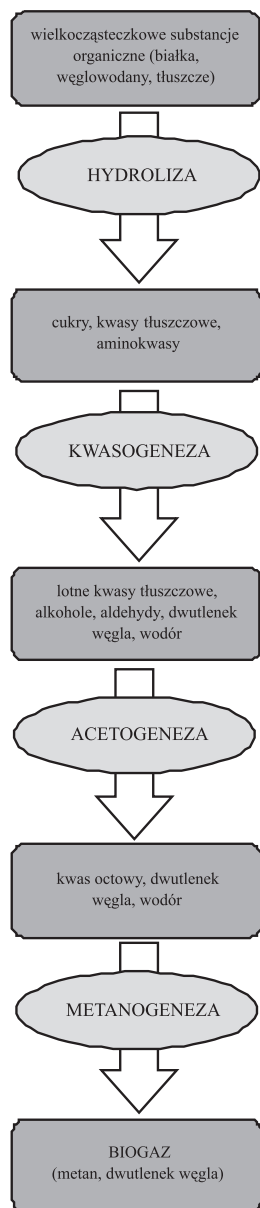 wielkocząsteczkowe substancje
organiczne (białka,
węglowodany, tłuszcze)
HYDROLIZA
cukry, kwasy tłuszczowe,
aminokwasy
KWASOGENEZA
lotne kwasy tłuszczowe,
alkohole, aldehydy, dwutlenek
węgla, wodór
ACETOGENEZA
kwas octowy, dwutlenek
węgla, wodór
METANOGENEZA
BIOGAZ
(metan, dwutlenek węgla)